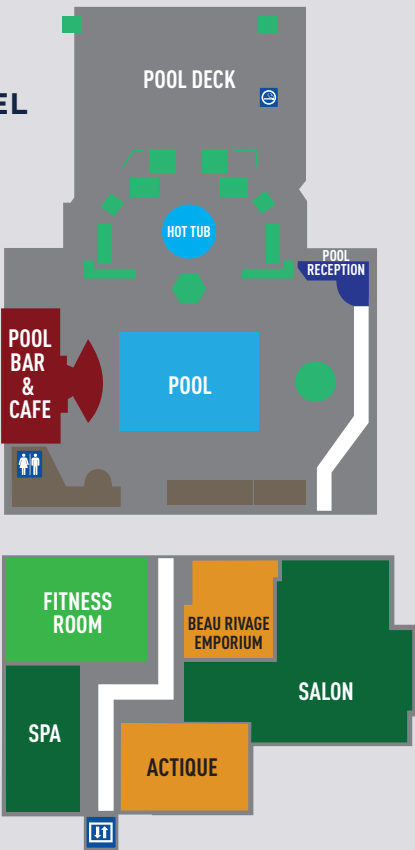 EL
POOL DECK
HOT TUB
POOL
RECEPTION
POOL
BAR
&
CAFE
POOL
FITNESS
ROOM
BEAU RIVAGE
EMPORIUM
SALON
SPA
ACTIQUE